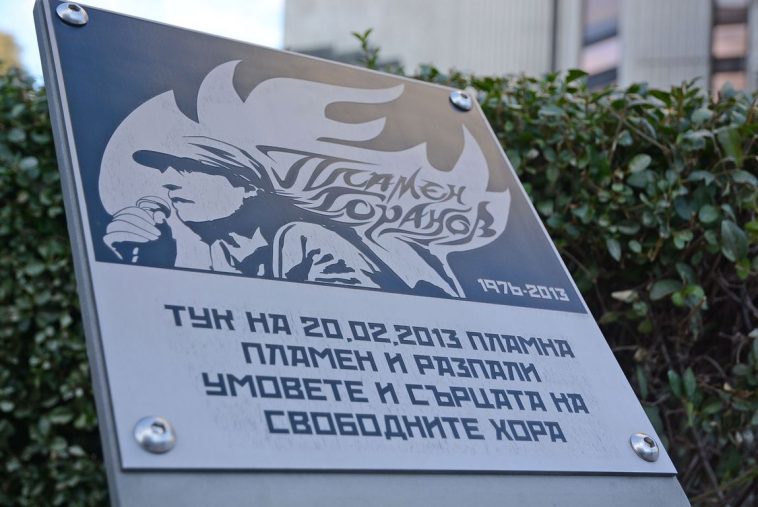 Пламен
Горанов
1976-2013
ТУК НА 20.02.2013 ПЛАМНА
ПЛАМЕН И РАЗПАЛИ
УМОВЕТЕ И СЪРЦАТА НА
СВОБОДНИТЕ ХОРА